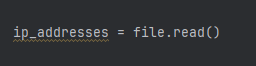 ip_addresses = file.read()